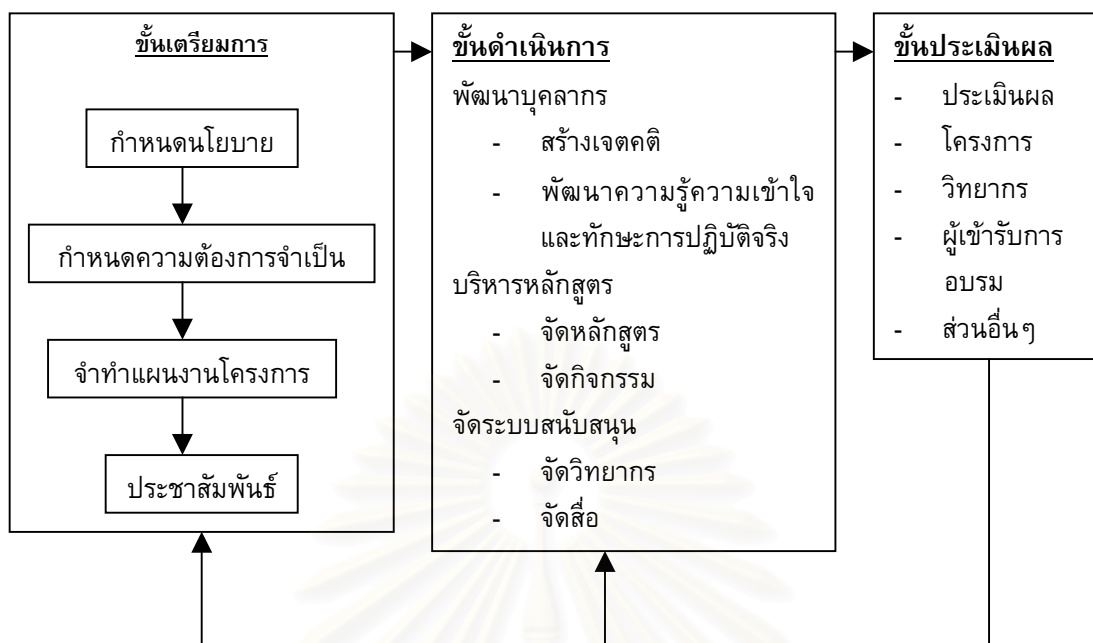 ขั้นเตรียมการ
กำหนดนโยบาย
กำหนดความต้องการจำเป็น
จำทำแผนงานโครงการ
ประชาสัมพันธ์
ขั้นดำเนินการ
พัฒนาบุคลากร
- สร้างเจตคติ
- พัฒนาความรู้ความเข้าใจ
และทักษะการปฏิบัติจริง
บริหารหลักสูตร
- จัดหลักสูตร
- จัดกิจกรรม
จัดระบบสนับสนุน
- จัดวิทยากร
- จัดสื่อ
ขั้นประเมินผล
- ประเมินผล
- โครงการ
- วิทยากร
- ผู้เข้ารับการ
อบรม
- ส่วนอื่นๆ